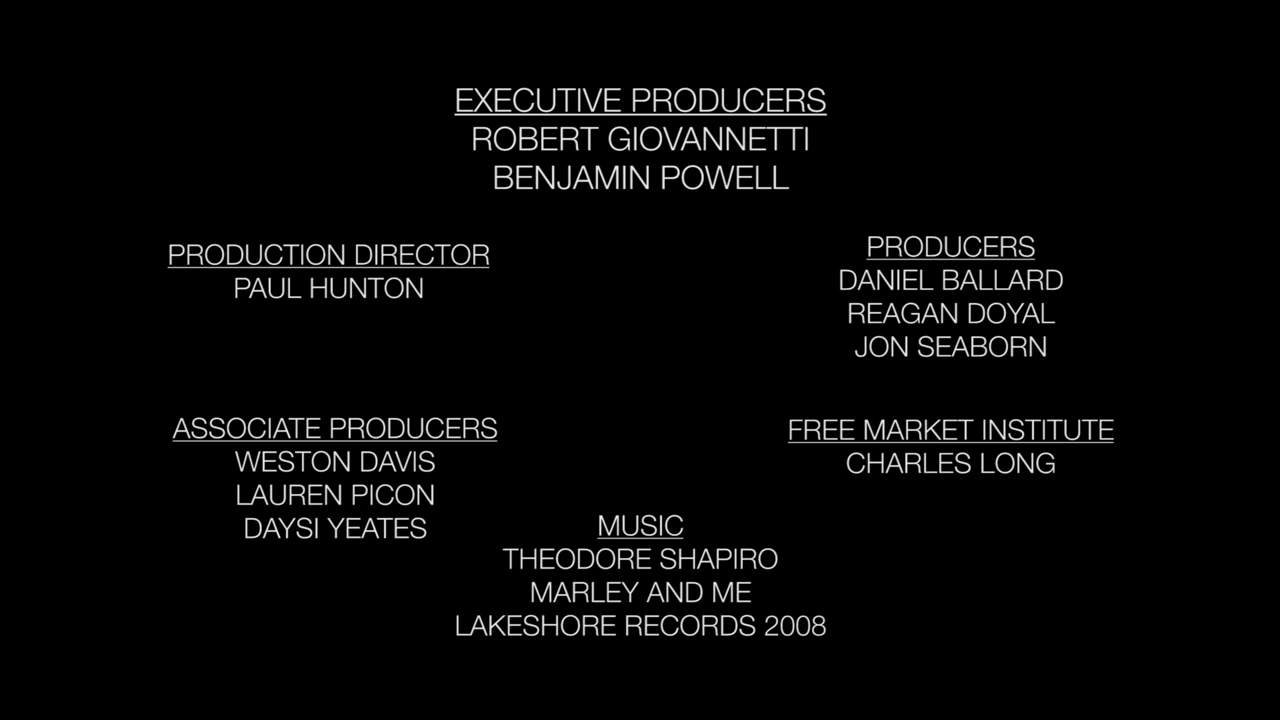 EXECUTIVE PRODUCERS
ROBERT GIOVANNETTI
BENJAMIN POWELL
PRODUCTION DIRECTOR
PAUL HUNTON
PRODUCERS
DANIEL BALLARD
REAGAN DOYAL
JON SEABORN
ASSOCIATE PRODUCERS
WESTON DAVIS
LAUREN PICON
DAYSI YEATES
FREE MARKET INSTITUTE
CHARLES LONG
MUSIC
THEODORE SHAPIRO
MARLEY AND ME
LAKESHORE RECORDS 2008